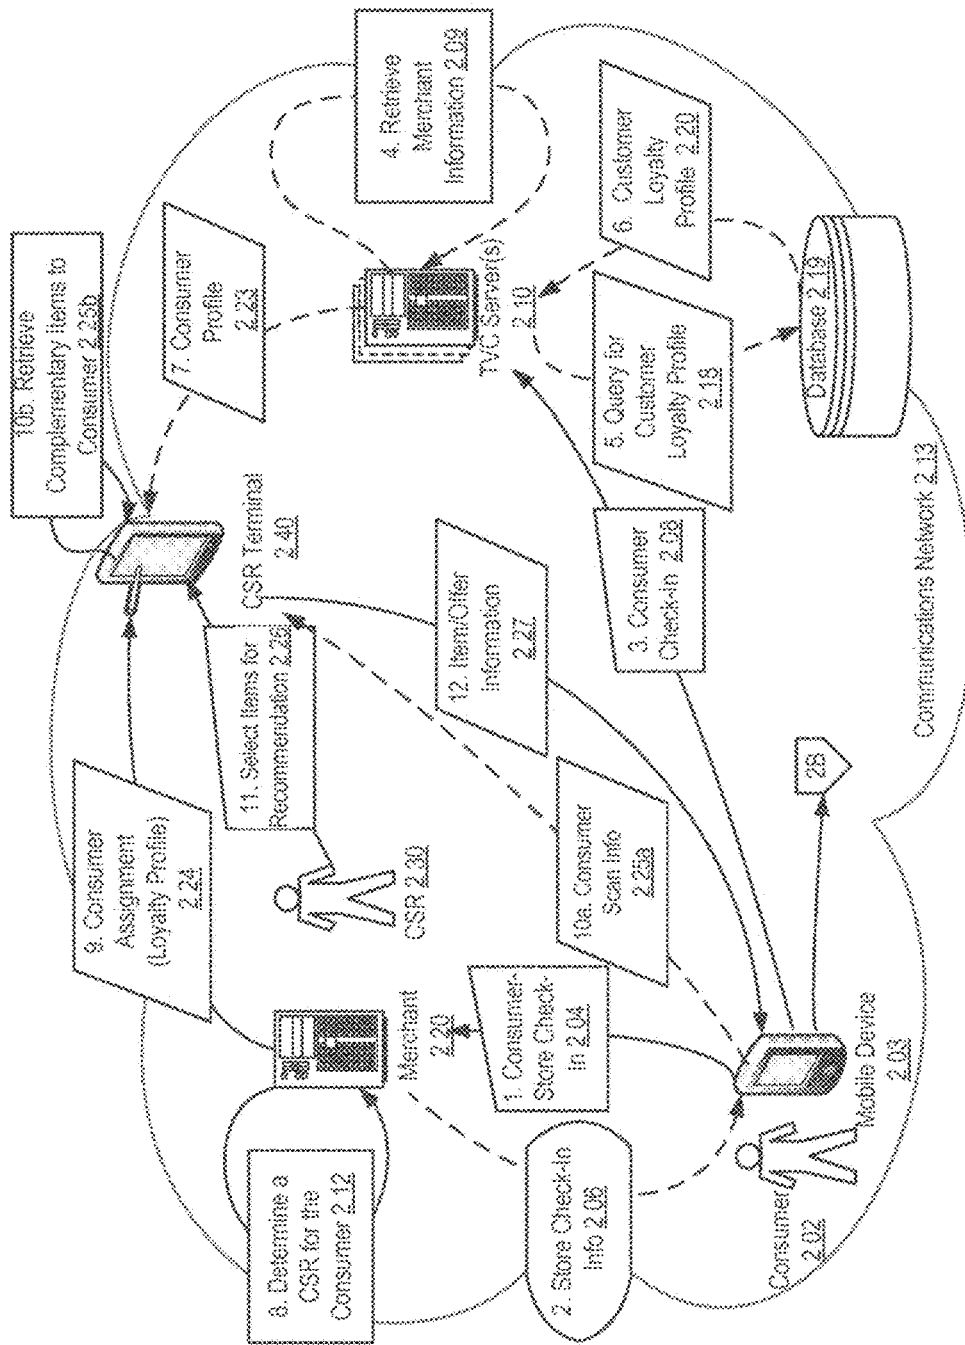 8. Determine a
CSR for the
Consumer 2.12
9. Consumer
Assignment
(Loyalty Profile)
2.24
10b. Retrieve
Complementary Items to
Consumer 2.25b
7. Consumer
Profile
2.23
4. Retrieve
Merchant
Information 2.09
11. Select Items for
Recommendation 2.26
CSR Terminal
2.40
TVC Server(s)
2.10
CSR 2.30
Merchant
2.20
2. Store Check-In
Info 2.06
1. Consumer-
Store Check-
In 2.04
10a. Consumer
Scan Info
2.25a
12. Item/Offer
Information
2.27
3. Consumer
Check-in 2.08
5. Query for
Customer
Loyalty Profile
2.18
6. Customer
Loyalty
Profile 2.20
Database 2.19
Consumer
2.02
Mobile Device
2.03
2B
Communications Network 2.13